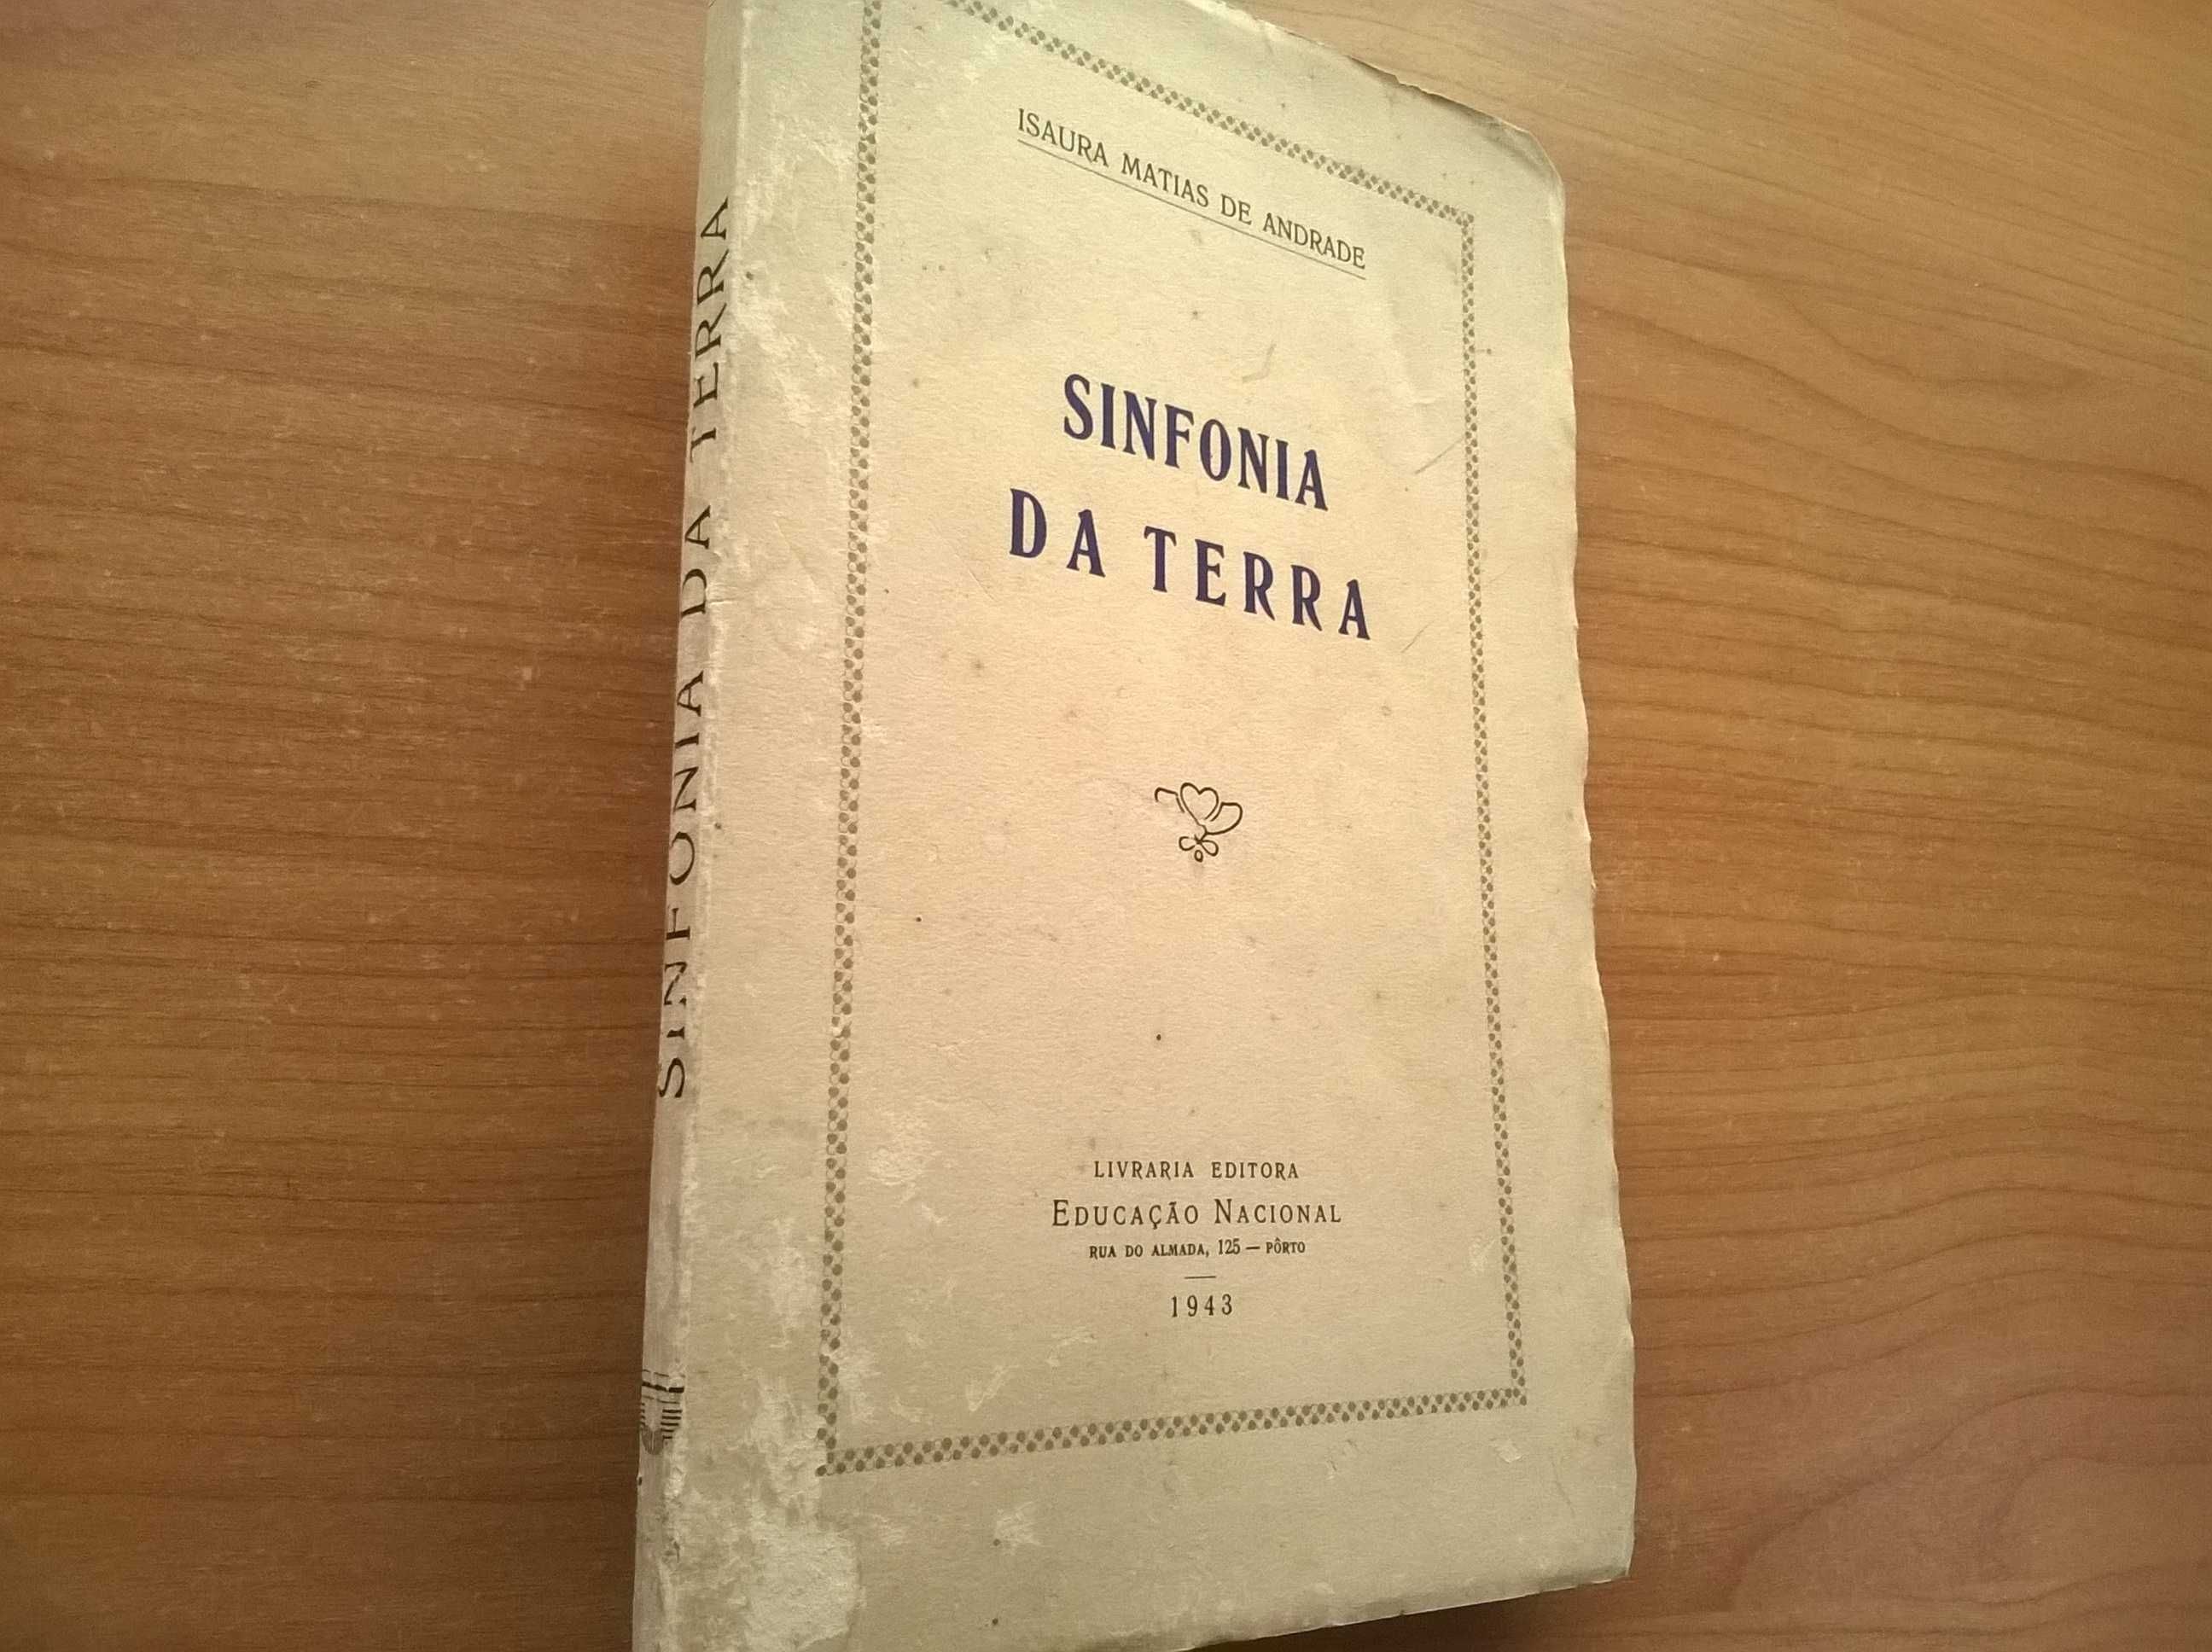 SINFONIA DA TERRA
ISAURA MATIAS DE ANDRADE
SINFONIA
DA TERRA
LIVRARIA EDITORA
EDUCAÇÃO NACIONAL
RUA DO ALMADA, 125 — PÔRTO
1943